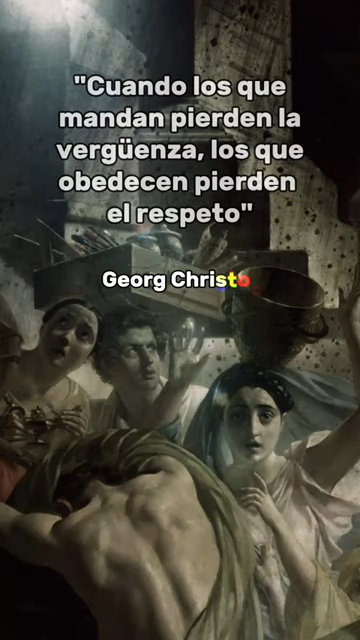 "Cuando los que
mandan pierden la
vergüenza, los que
obedecen pierden
el respeto"
Georg Christo